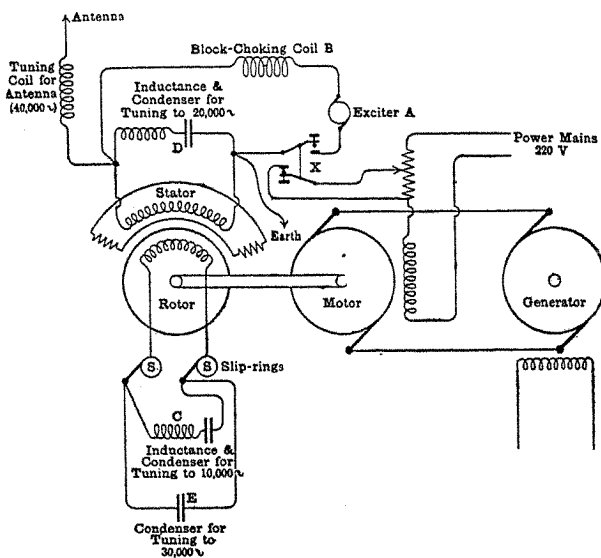 Antenna
Tuning
Coil for
Antenna
(40,000∿)
Block-Choking Coil B
Inductance &
Condenser for
Tuning to 20,000∿
D
Exciter A
X
Power Mains
220 V
Stator
Earth
Rotor
Motor
Generator
S
S
Slip-rings
C
Inductance &
Condenser for
Tuning to 10,000∿
E
Condenser for
Tuning to
30,000∿